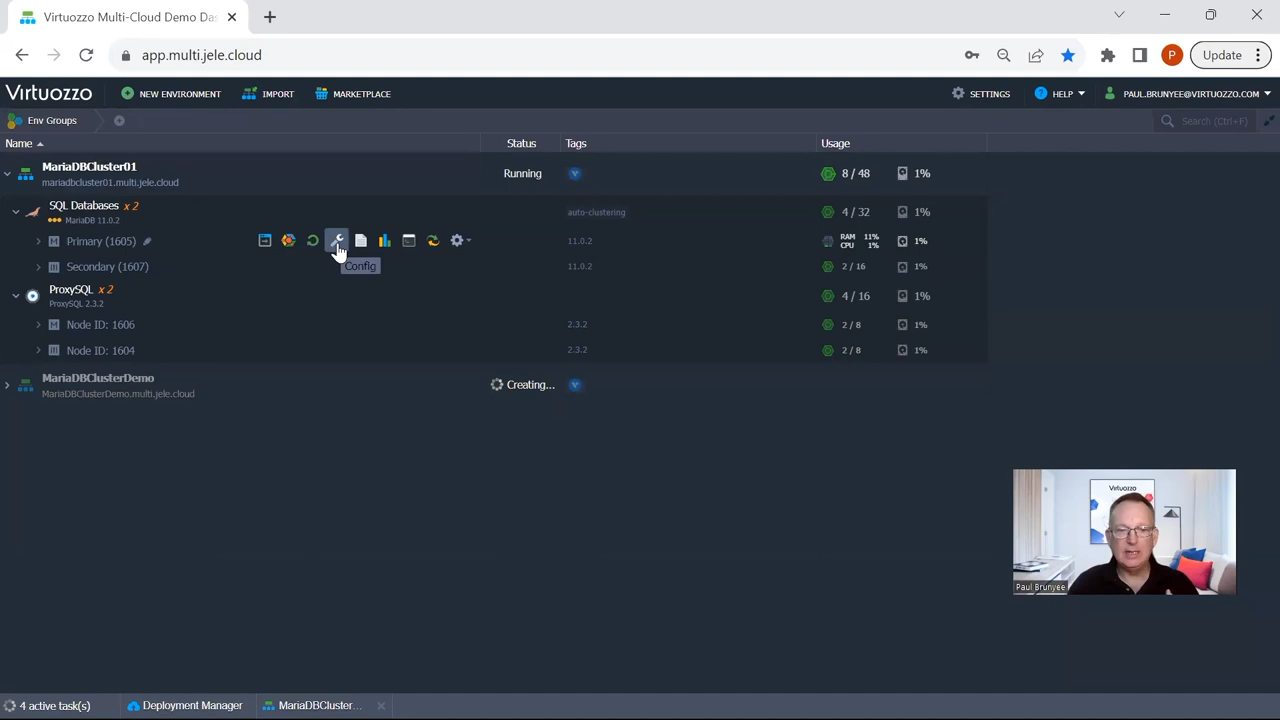 Virtuozzo Multi-Cloud Demo Da
app.multi.jele.cloud
P
Update
Virtuozzo
NEW ENVIRONMENT
IMPORT
MARKETPLACE
SETTINGS
HELP
PAUL.BRUNYEE@VIRTUOZZO.COM
Env Groups
Search (Ctrl+F)
Name
Status
Tags
Usage
MariaDBCluster01
mariadbcluster01.multi.jele.cloud
Running
8 / 48
1%
SQL Databases x 2
MariaDB 11.0.2
auto-clustering
4 / 32
1%
M
Primary (1605)
11.0.2
RAM 11%
CPU 1%
1%
Config
Secondary (1607)
11.0.2
2 / 16
1%
ProxySQL x 2
ProxySQL 2.3.2
4 / 16
1%
M
Node ID: 1606
2.3.2
2 / 8
1%
Node ID: 1604
2.3.2
2 / 8
1%
MariaDBClusterDemo
MariaDBClusterDemo.multi.jele.cloud
Creating...
Virtuozzo
Paul Brunyee
4 active task(s)
Deployment Manager
MariaDBCluster...